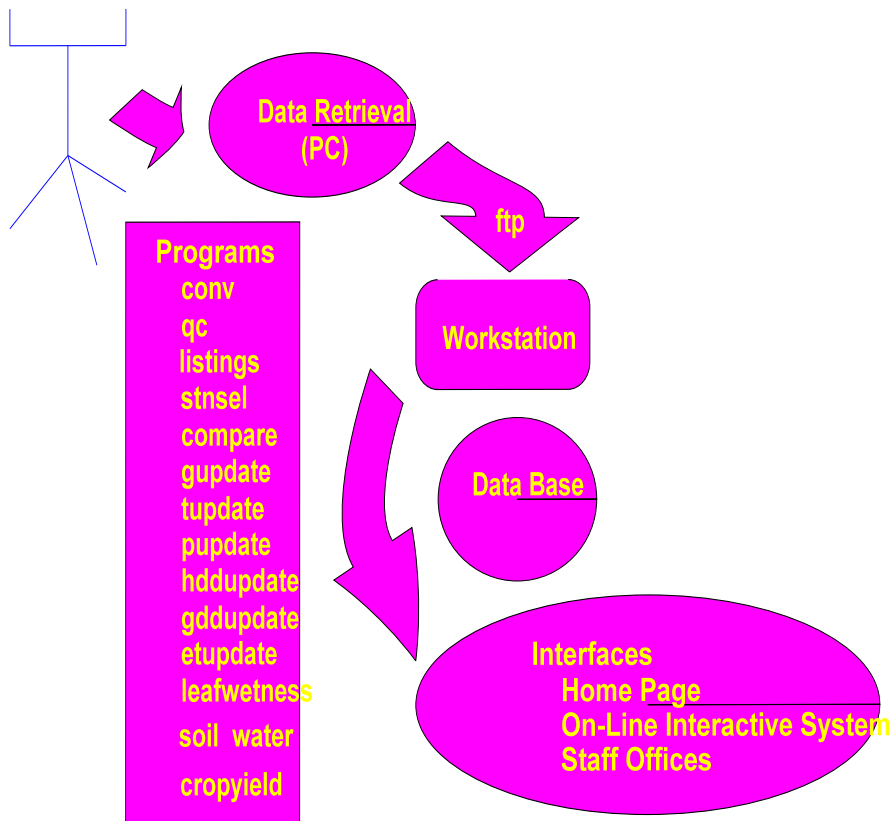 Data Retrieval
(PC)
ftp
Workstation
Data Base
Programs
conv
qc
listings
stnsel
compare
gupdate
tupdate
pupdate
hddupdate
gddupdate
etupdate
leafwetness
soil water
cropyield
Interfaces
Home Page
On-Line Interactive System
Staff Offices